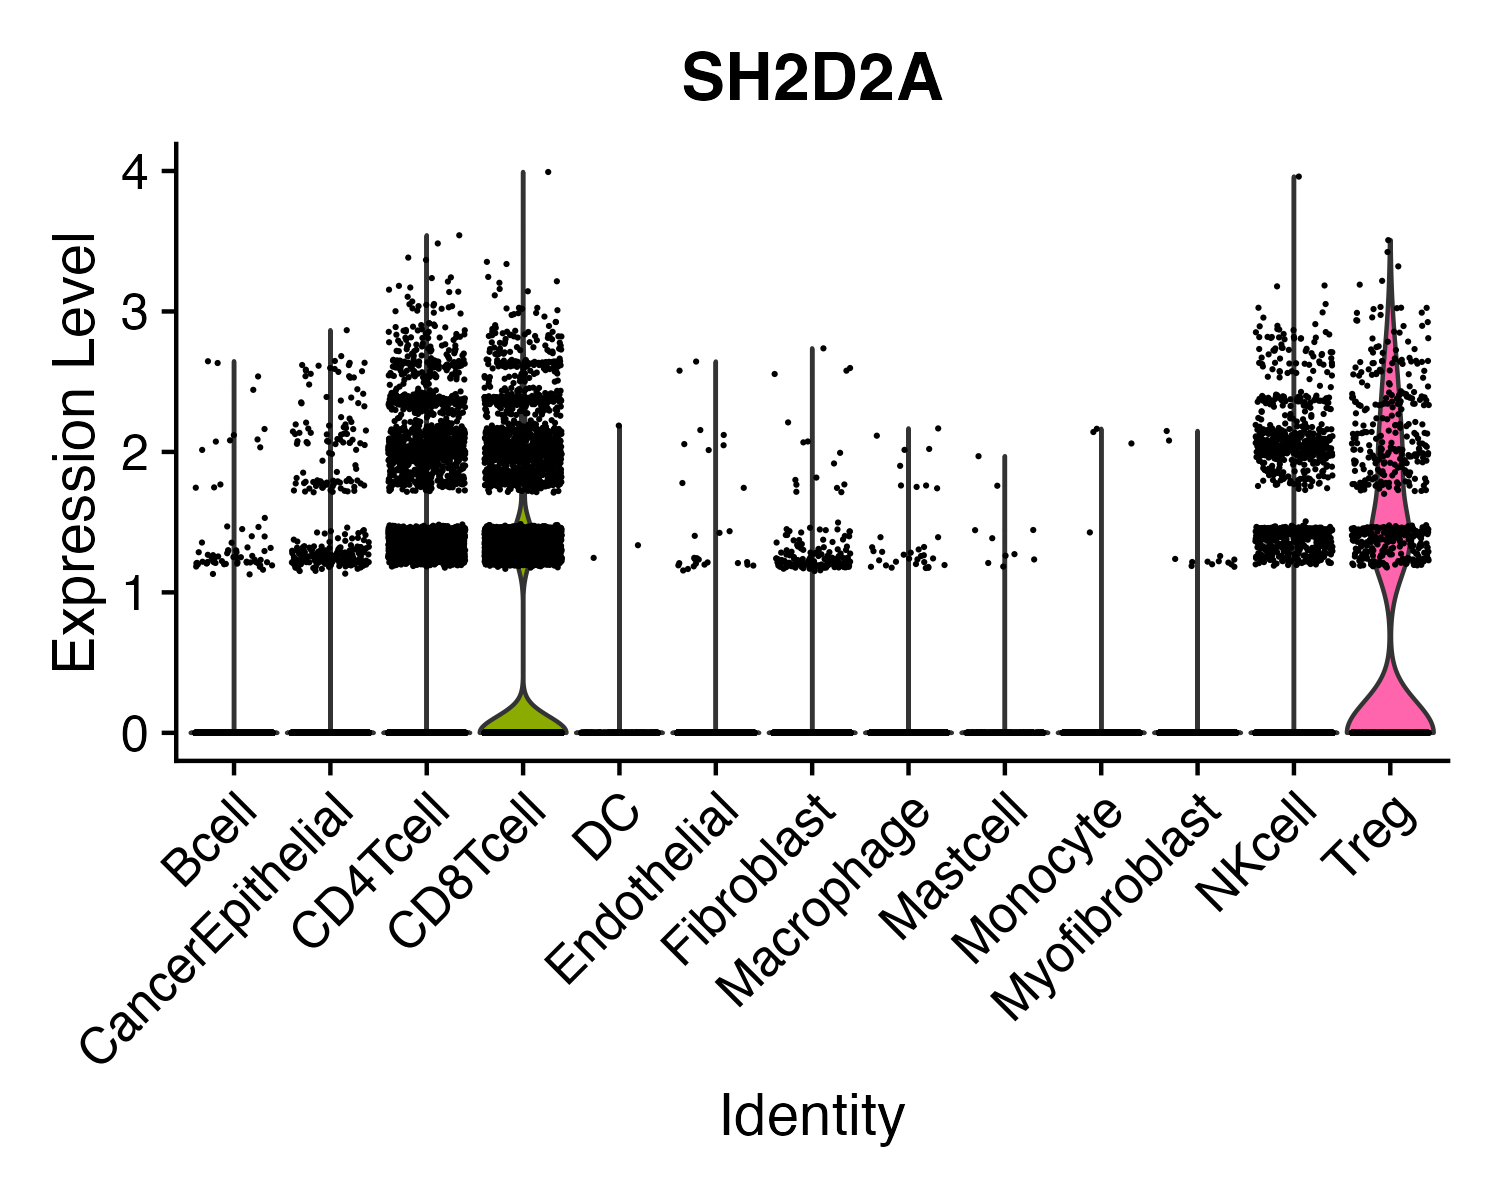 SH2D2A
Expression Level
4
3
2
1
0
Bcell
CancerEpithelial
CD4Tcell
CD8Tcell
DC
Endothelial
Fibroblast
Macrophage
Mastcell
Monocyte
Myofibroblast
NKcell
Treg
Identity